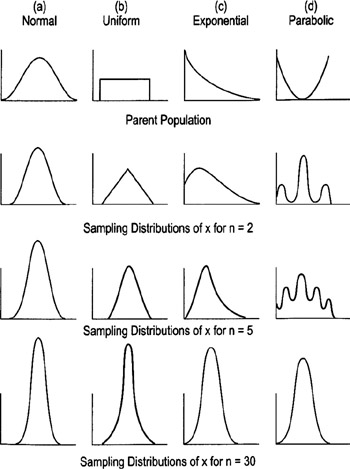 (a) (b) (c) (d)
Normal Uniform Exponential Parabolic
Parent Population
Sampling Distributions of x for n = 2
Sampling Distributions of x for n = 5
Sampling Distributions of x for n = 30